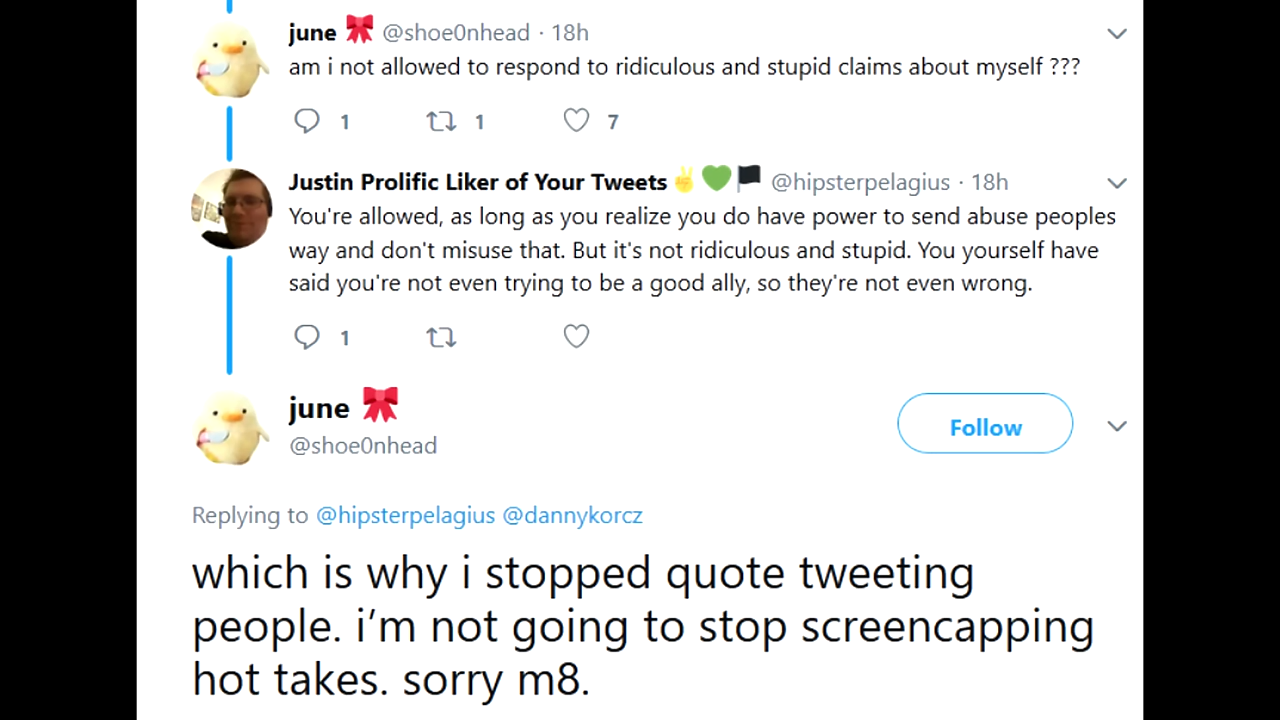 june 🎀 @shoe0nhead · 18h
am i not allowed to respond to ridiculous and stupid claims about myself ???
1 1 7
Justin Prolific Liker of Your Tweets✌💚🏴 @hipsterpelagius · 18h
You're allowed, as long as you realize you do have power to send abuse peoples
way and don't misuse that. But it's not ridiculous and stupid. You yourself have
said you're not even trying to be a good ally, so they're not even wrong.
1
june 🎀
@shoe0nhead
Follow
Replying to @hipsterpelagius @dannykorcz
which is why i stopped quote tweeting
people. i’m not going to stop screencapping
hot takes. sorry m8.